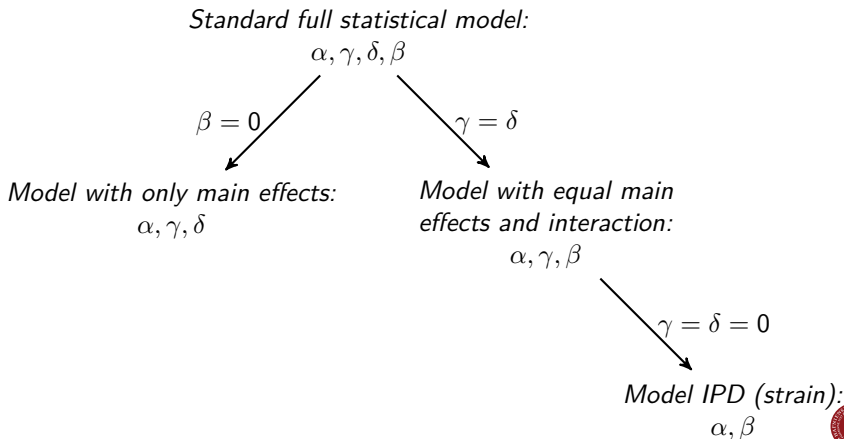 Standard full statistical model:
α, γ, δ, β
β = 0
γ = δ
Model with only main effects:
α, γ, δ
Model with equal main
effects and interaction:
α, γ, β
γ = δ = 0
Model IPD (strain):
α, β